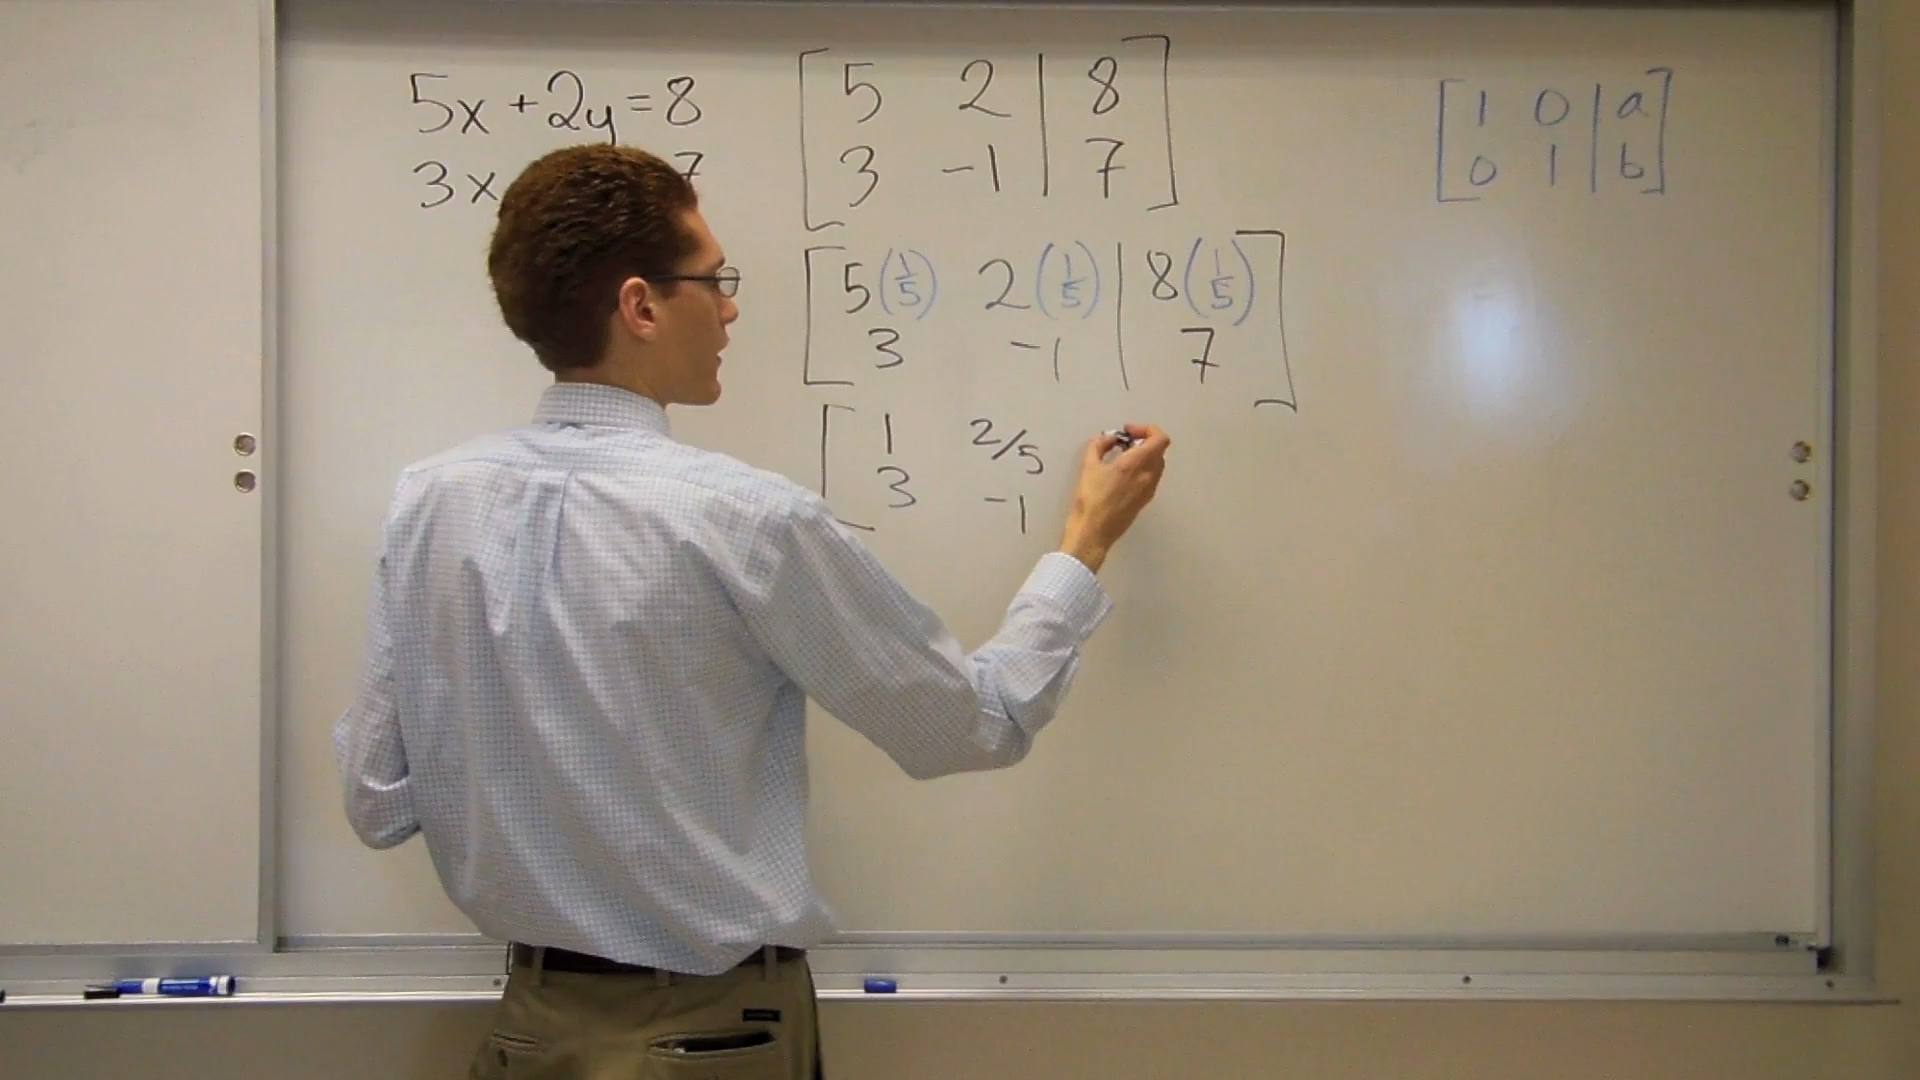 5x + 2y = 8
3x 7
[ 5 2 | 8 ]
[ 3 -1 | 7 ]
[ 5(1/5) 2(1/5) | 8(1/5) ]
[ 3 -1 | 7 ]
[ 1 2/5
[ 3 -1
[ 1 0 | a ]
[ 0 1 | b ]